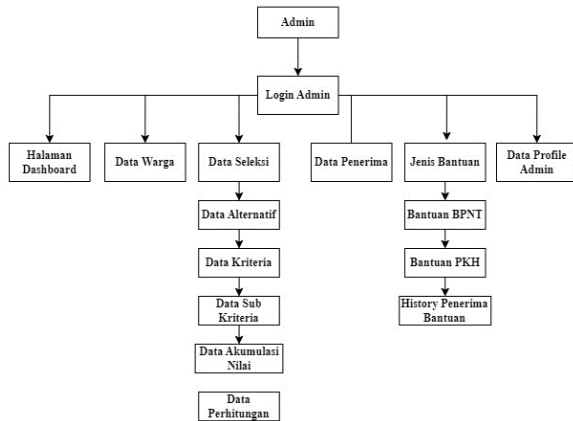 Admin
Login Admin
Halaman
Dashboard
Data Warga
Data Seleksi
Data Penerima
Jenis Bantuan
Data Profile
Admin
Data Alternatif
Bantuan BPNT
Data Kriteria
Bantuan PKH
Data Sub
Kriteria
History Penerima
Bantuan
Data Akumulasi
Nilai
Data
Perhitungan